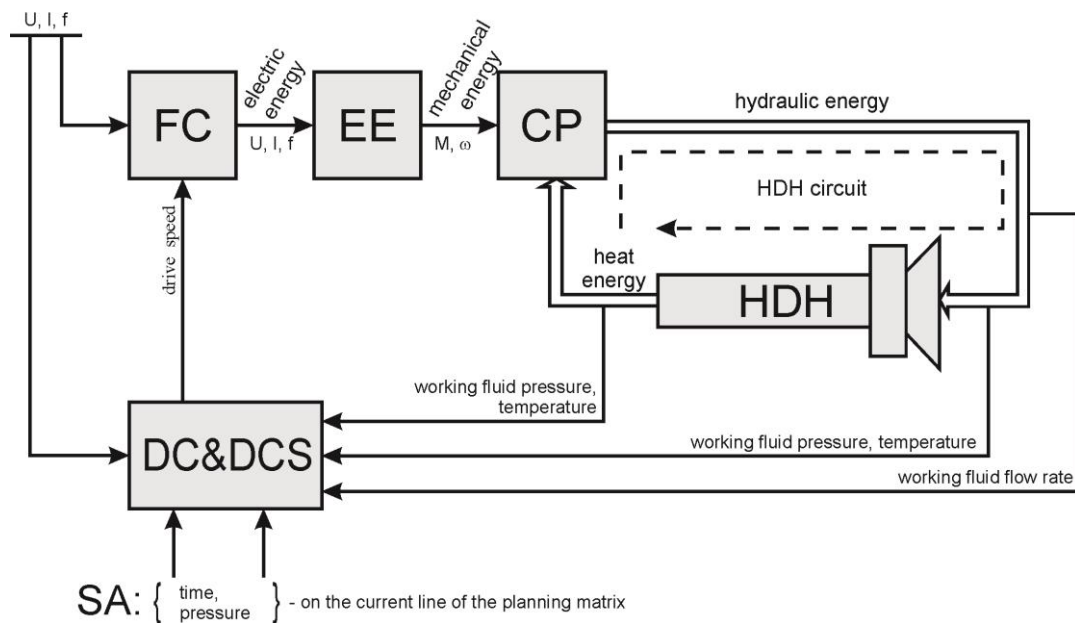 U, I, f
FC
electric
energy
U, I, f
EE
mechanical
energy
M, ω
CP
hydraulic energy
HDH circuit
heat
energy
HDH
drive speed
working fluid pressure,
temperature
DC&DCS
working fluid pressure, temperature
working fluid flow rate
SA: { time, pressure } - on the current line of the planning matrix